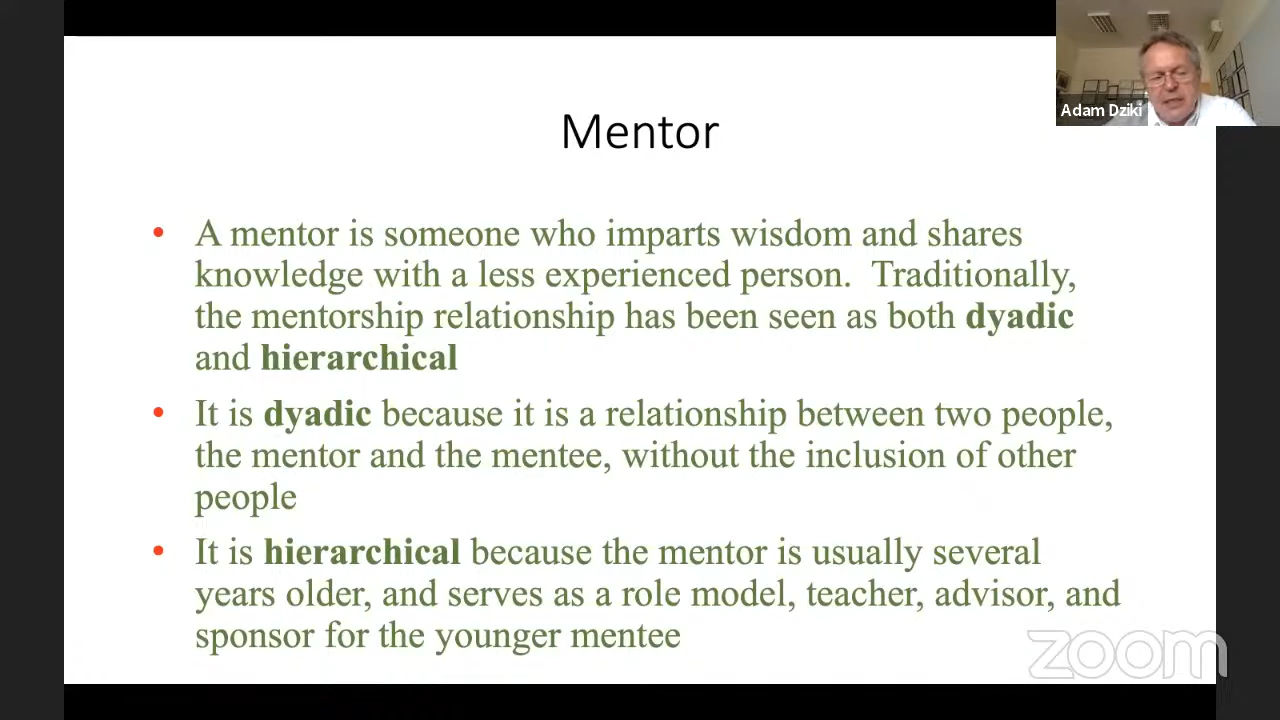 Adam Dziki
Mentor
• A mentor is someone who imparts wisdom and shares
knowledge with a less experienced person.  Traditionally,
the mentorship relationship has been seen as both dyadic
and hierarchical
• It is dyadic because it is a relationship between two people,
the mentor and the mentee, without the inclusion of other
people
• It is hierarchical because the mentor is usually several
years older, and serves as a role model, teacher, advisor, and
sponsor for the younger mentee
zoom